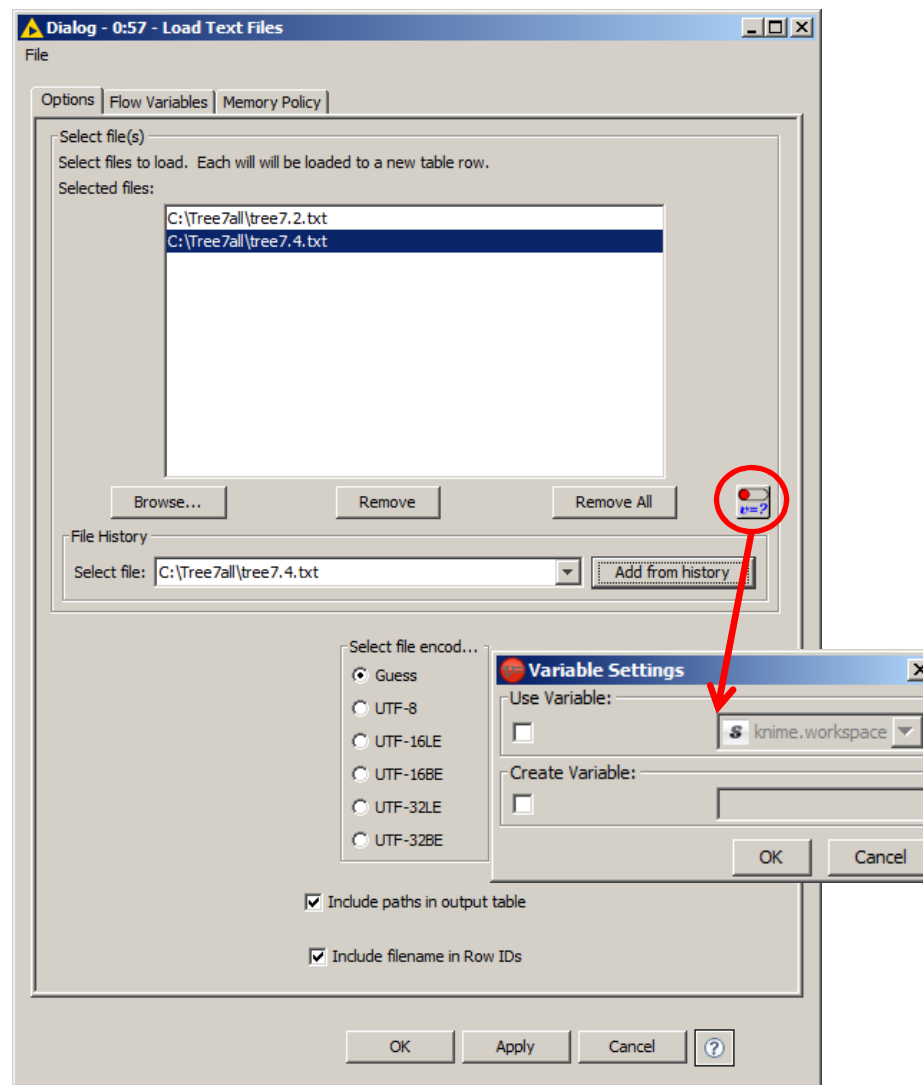 Dialog - 0:57 - Load Text Files
File
Options Flow Variables Memory Policy
Select file(s)
Select files to load. Each will will be loaded to a new table row.
Selected files:
C:\Tree7all\tree7.2.txt
C:\Tree7all\tree7.4.txt
Browse... Remove Remove All v=?
File History
Select file: C:\Tree7all\tree7.4.txt Add from history
Select file encod...
Guess
UTF-8
UTF-16LE
UTF-16BE
UTF-32LE
UTF-32BE
Variable Settings
Use Variable:
s knime.workspace
Create Variable:
OK Cancel
Include paths in output table
Include filename in Row IDs
OK Apply Cancel ?